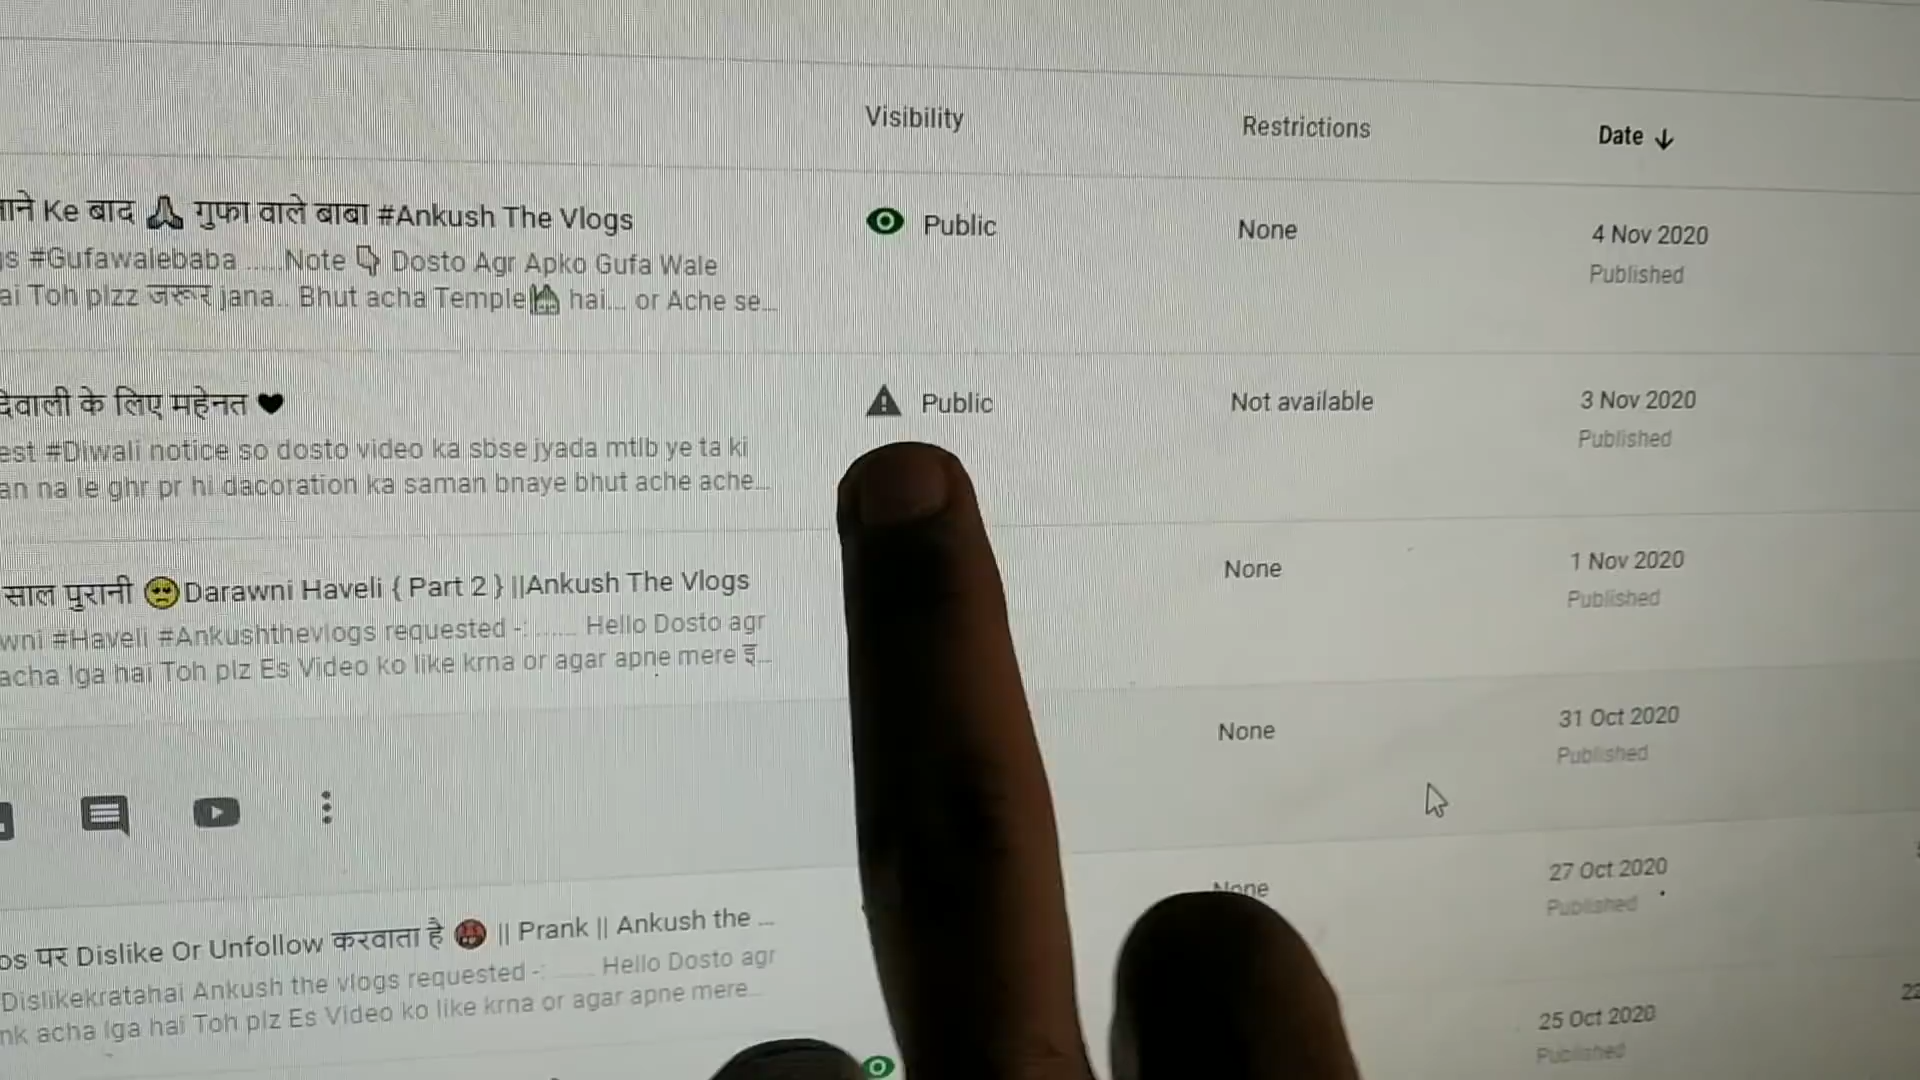 Visibility
Restrictions
Date
Ke बाद 🙏 गुफा वाले बाबा #Ankush The Vlogs
#Gufawalebaba ......Note 👇 Dosto Agr Apko Gufa Wale
Toh plzz जरूर jana.. Bhut acha Temple🛕 hai.... or Ache se...
Public
None
4 Nov 2020
Published
के लिए महेनत ♥
#Diwali notice so dosto video ka sbse jyada mtlb ye ta ki
na le ghr pr hi dacoration ka saman bnaye bhut ache ache...
Public
Not available
3 Nov 2020
Published
साल पुरानी 🥺Darawni Haveli { Part 2 } ||Ankush The Vlogs
#Haveli #Ankushthevlogs requested -: ...... Hello Dosto agr
acha lga hai Toh plz Es Video ko like krna or agar apne mere इ...
None
1 Nov 2020
Published
None
31 Oct 2020
Published
पर Dislike Or Unfollow करवाता है 😡 || Prank || Ankush the ...
Dislikekratahai Ankush the vlogs requested -: ...... Hello Dosto agr
acha lga hai Toh plz Es Video ko like krna or agar apne mere...
None
27 Oct 2020
Published
25 Oct 2020
Published